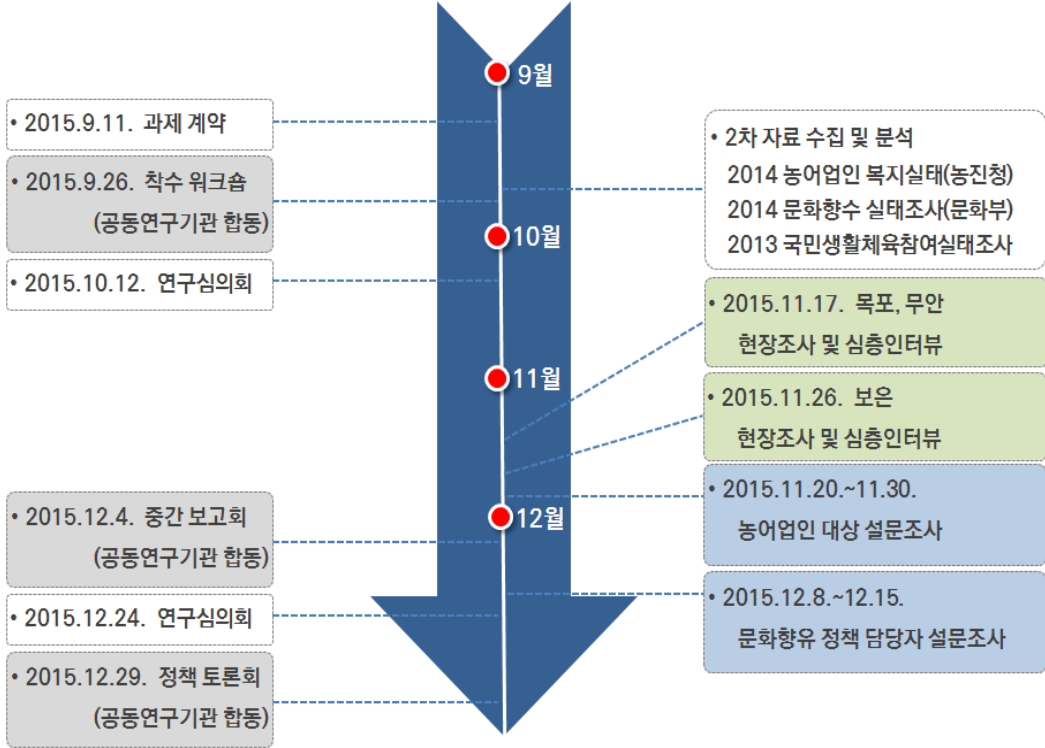 9월
• 2015.9.11. 과제 계약
• 2015.9.26. 착수 워크숍
(공동연구기관 합동)
10월
• 2015.10.12. 연구심의회
11월
12월
• 2015.12.4. 중간 보고회
(공동연구기관 합동)
• 2015.12.24. 연구심의회
• 2015.12.29. 정책 토론회
(공동연구기관 합동)
• 2차 자료 수집 및 분석
2014 농어업인 복지실태(농진청)
2014 문화향수 실태조사(문화부)
2013 국민생활체육참여실태조사
• 2015.11.17. 목포, 무안
현장조사 및 심층인터뷰
• 2015.11.26. 보은
현장조사 및 심층인터뷰
• 2015.11.20.~11.30.
농어업인 대상 설문조사
• 2015.12.8.~12.15.
문화향유 정책 담당자 설문조사